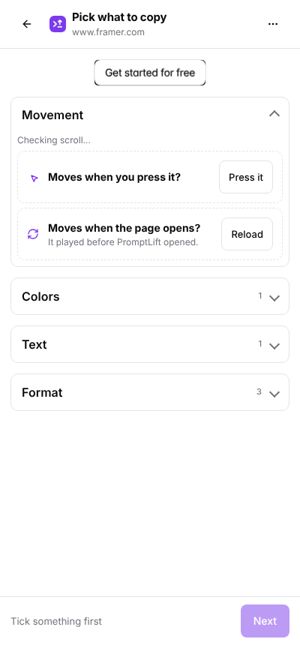 Pick what to copy
www.framer.com
Get started for free
Movement
Checking scroll...
Moves when you press it?
Press it
Moves when the page opens?
It played before PromptLift opened.
Reload
Colors
1
Text
1
Format
3
Tick something first
Next